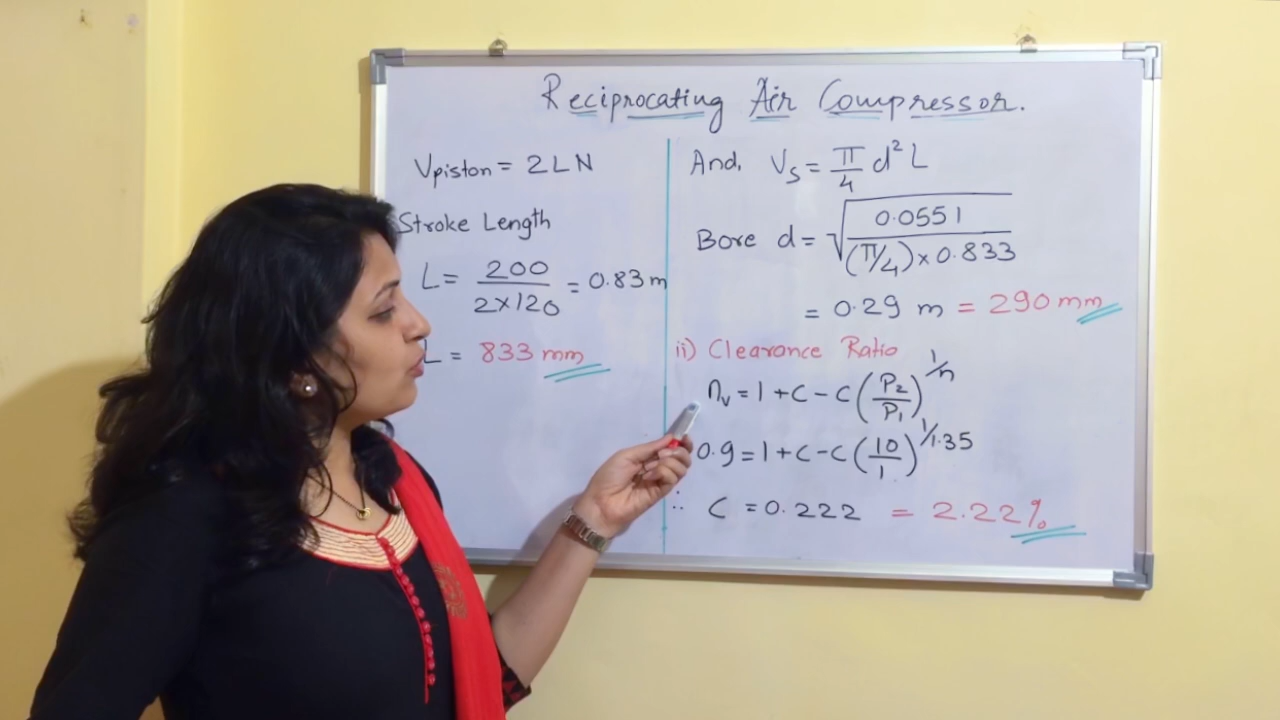 Reciprocating Air Compressor.
Vpiston = 2LN
Stroke Length
L = 200/(2×120) = 0.83 m
L = 833 mm
And, Vs = π/4 d² L
Bore d = √(0.0551/((π/4)×0.833))
= 0.29 m = 290 mm
ii) Clearance Ratio
ηv = 1 + C - C (P2/P1)^1/n
0.9 = 1 + C - C (10/1)^1/1.35
∴ C = 0.222 = 2.22%